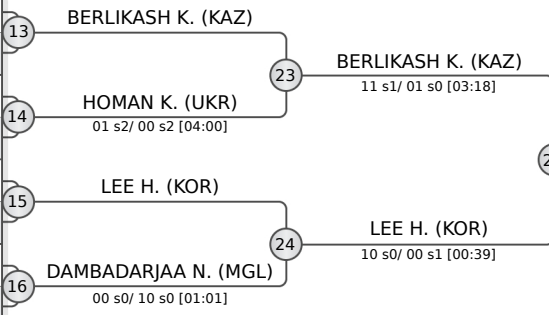 13
BERLIKASH K. (KAZ)
23
BERLIKASH K. (KAZ)
11 s1/ 01 s0 [03:18]
14
HOMAN K. (UKR)
01 s2/ 00 s2 [04:00]
15
LEE H. (KOR)
24
LEE H. (KOR)
10 s0/ 00 s1 [00:39]
16
DAMBADARJAA N. (MGL)
00 s0/ 10 s0 [01:01]